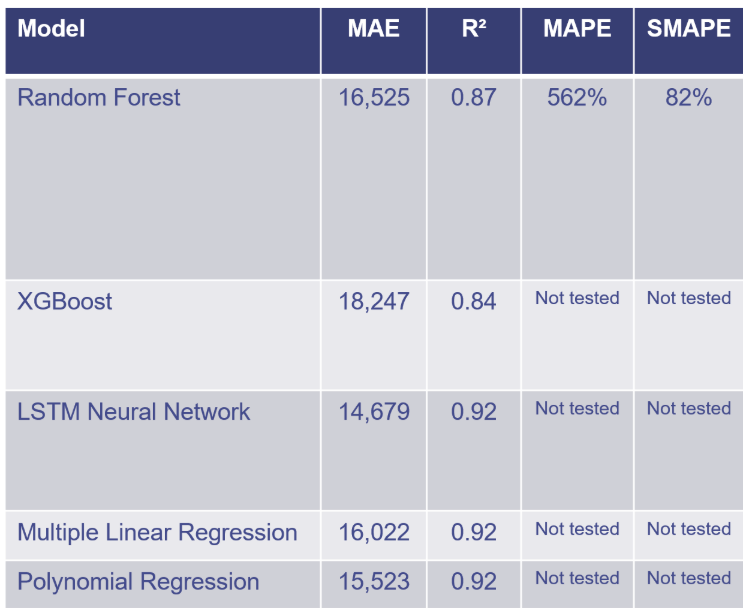 Model MAE R² MAPE SMAPE
Random Forest 16,525 0.87 562% 82%
XGBoost 18,247 0.84 Not tested Not tested
LSTM Neural Network 14,679 0.92 Not tested Not tested
Multiple Linear Regression 16,022 0.92 Not tested Not tested
Polynomial Regression 15,523 0.92 Not tested Not tested